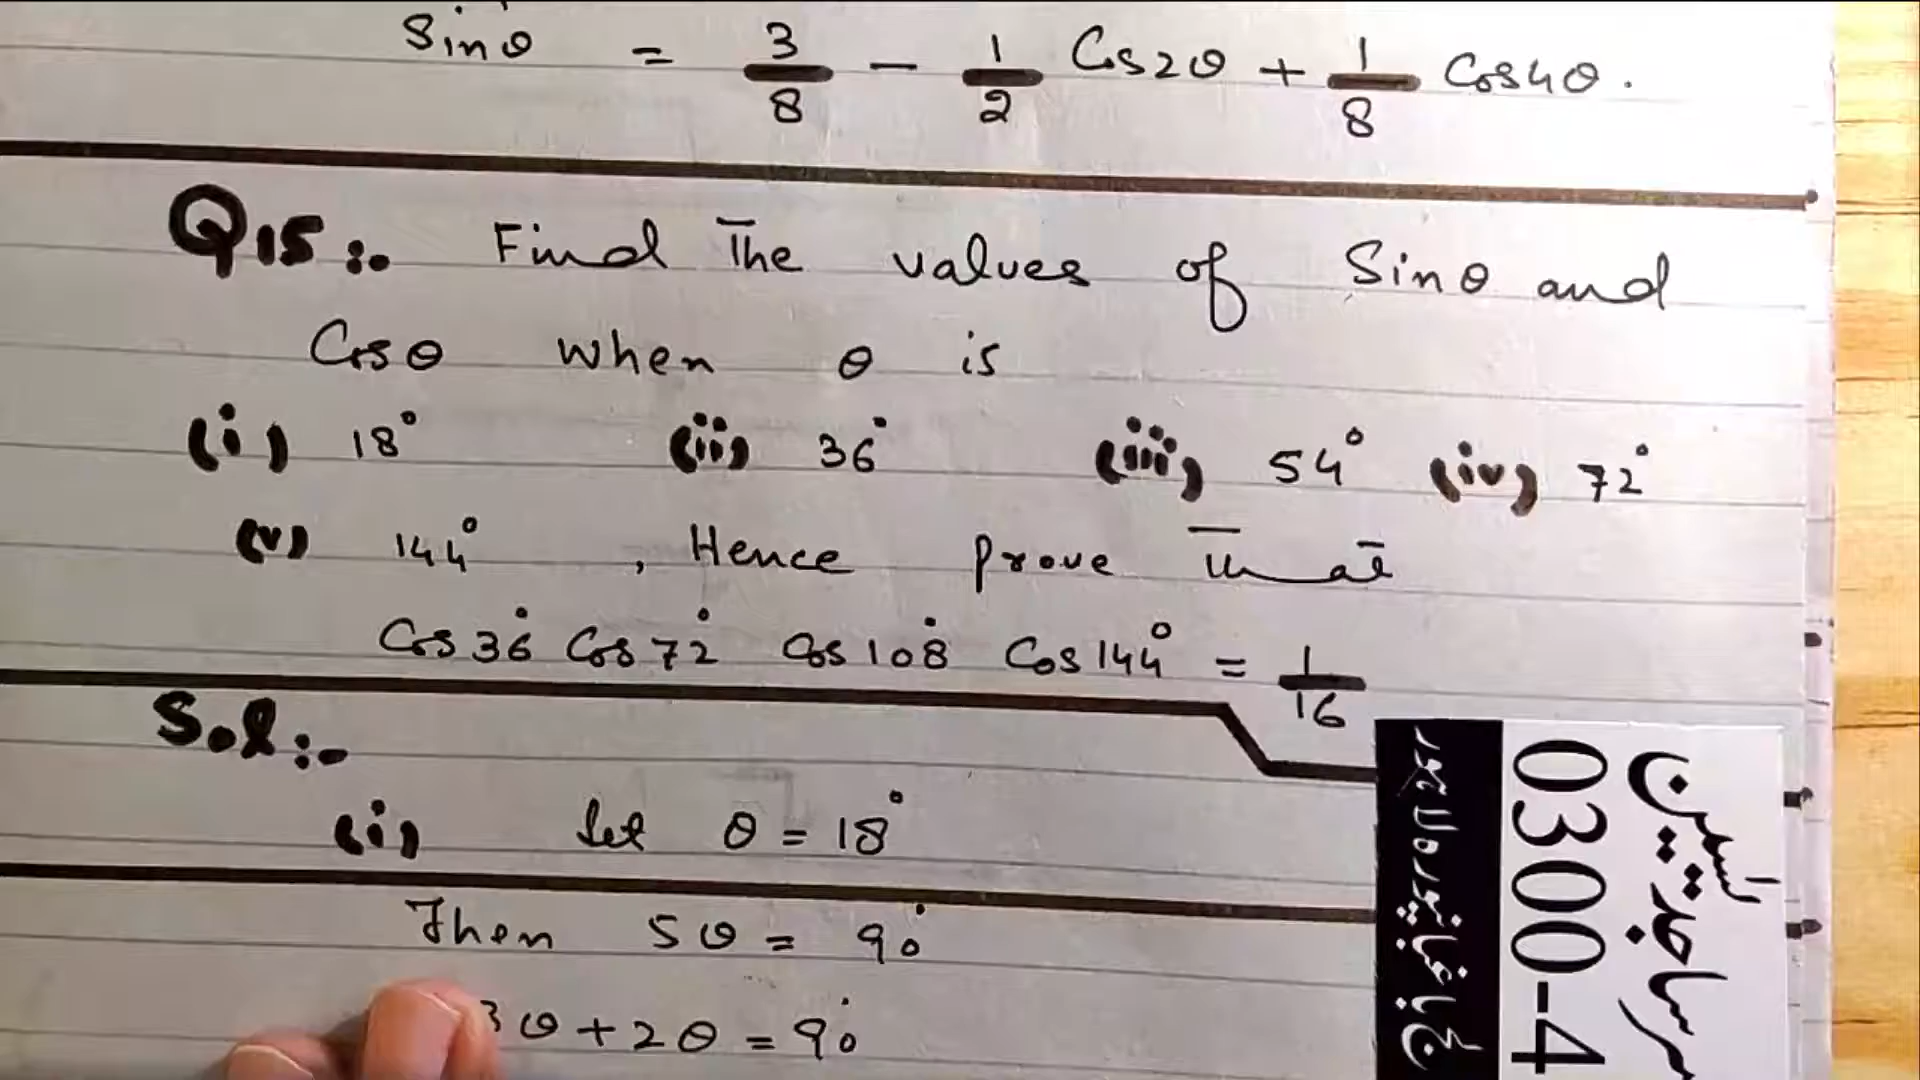 Sinθ = 3/8 - 1/2 Cos2θ + 1/8 Cos4θ.
Q15:- Find The values of Sinθ and
Cosθ when θ is
(i) 18° (ii) 36° (iii) 54° (iv) 72°
(v) 144° , Hence prove that
Cos36° Cos72° Cos108° Cos144° = 1/16
Sol:-
(i) let θ = 18°
Then 5θ = 90°
3θ + 2θ = 90°
0300-4